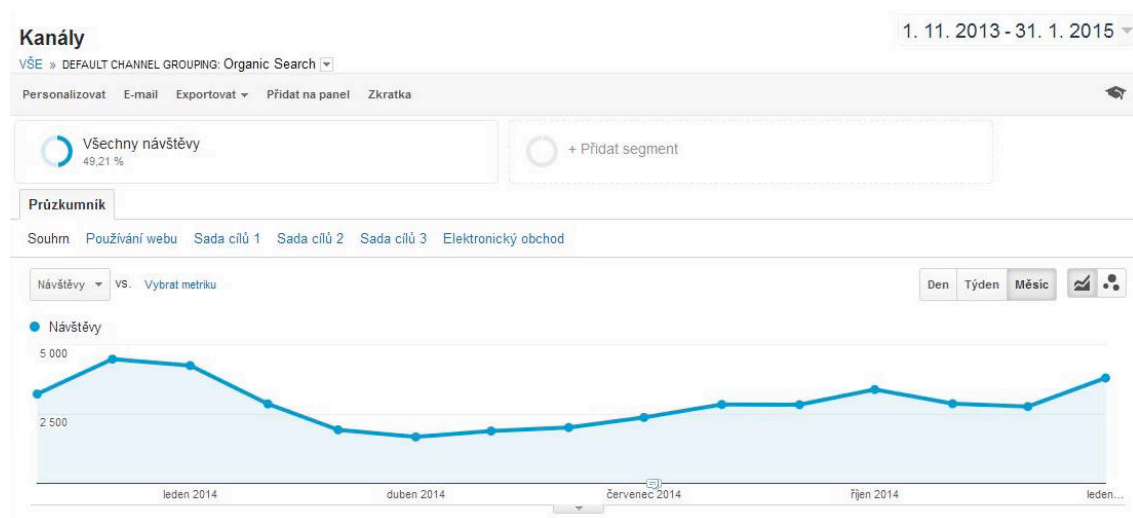 Kanály
1. 11. 2013 - 31. 1. 2015
VŠE » DEFAULT CHANNEL GROUPING: Organic Search
Personalizovat E-mail Exportovat Přidat na panel Zkratka
Všechny návštěvy
49,21 %
+ Přidat segment
Průzkumník
Souhrn Používání webu Sada cílů 1 Sada cílů 2 Sada cílů 3 Elektronický obchod
Návštěvy VS. Vybrat metriku
Den Týden Měsíc
Návštěvy
5 000
2 500
leden 2014 duben 2014 červenec 2014 říjen 2014 leden...